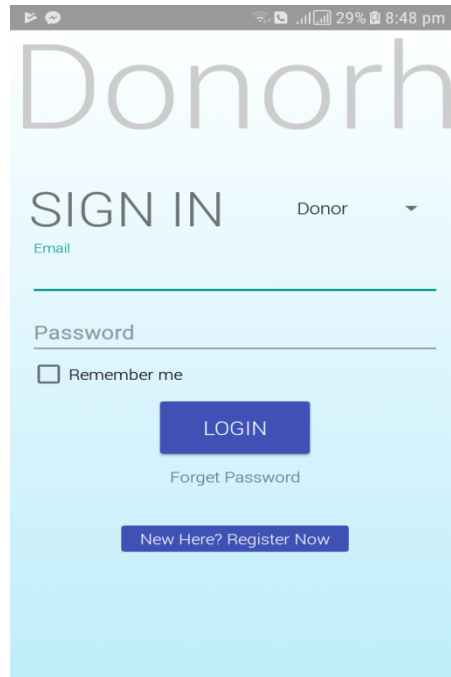 29% 8:48 pm
Donorh
SIGN IN Donor
Email
Password
Remember me
LOGIN
Forget Password
New Here? Register Now